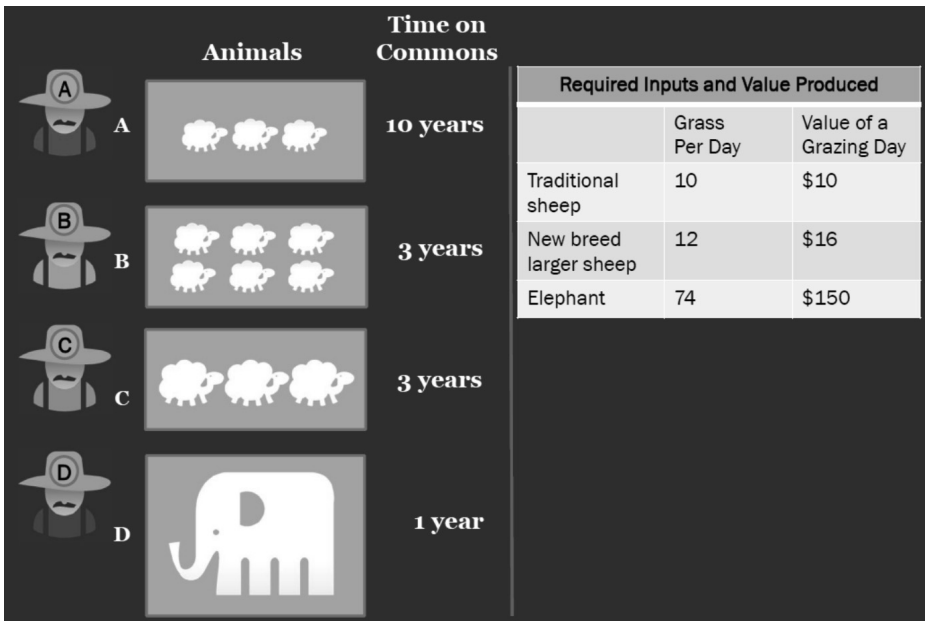 Animals
Time on
Commons
A
A
10 years
B
B
3 years
C
C
3 years
D
D
1 year
Required Inputs and Value Produced
Grass
Per Day
Value of a
Grazing Day
Traditional
sheep
10
$10
New breed
larger sheep
12
$16
Elephant
74
$150